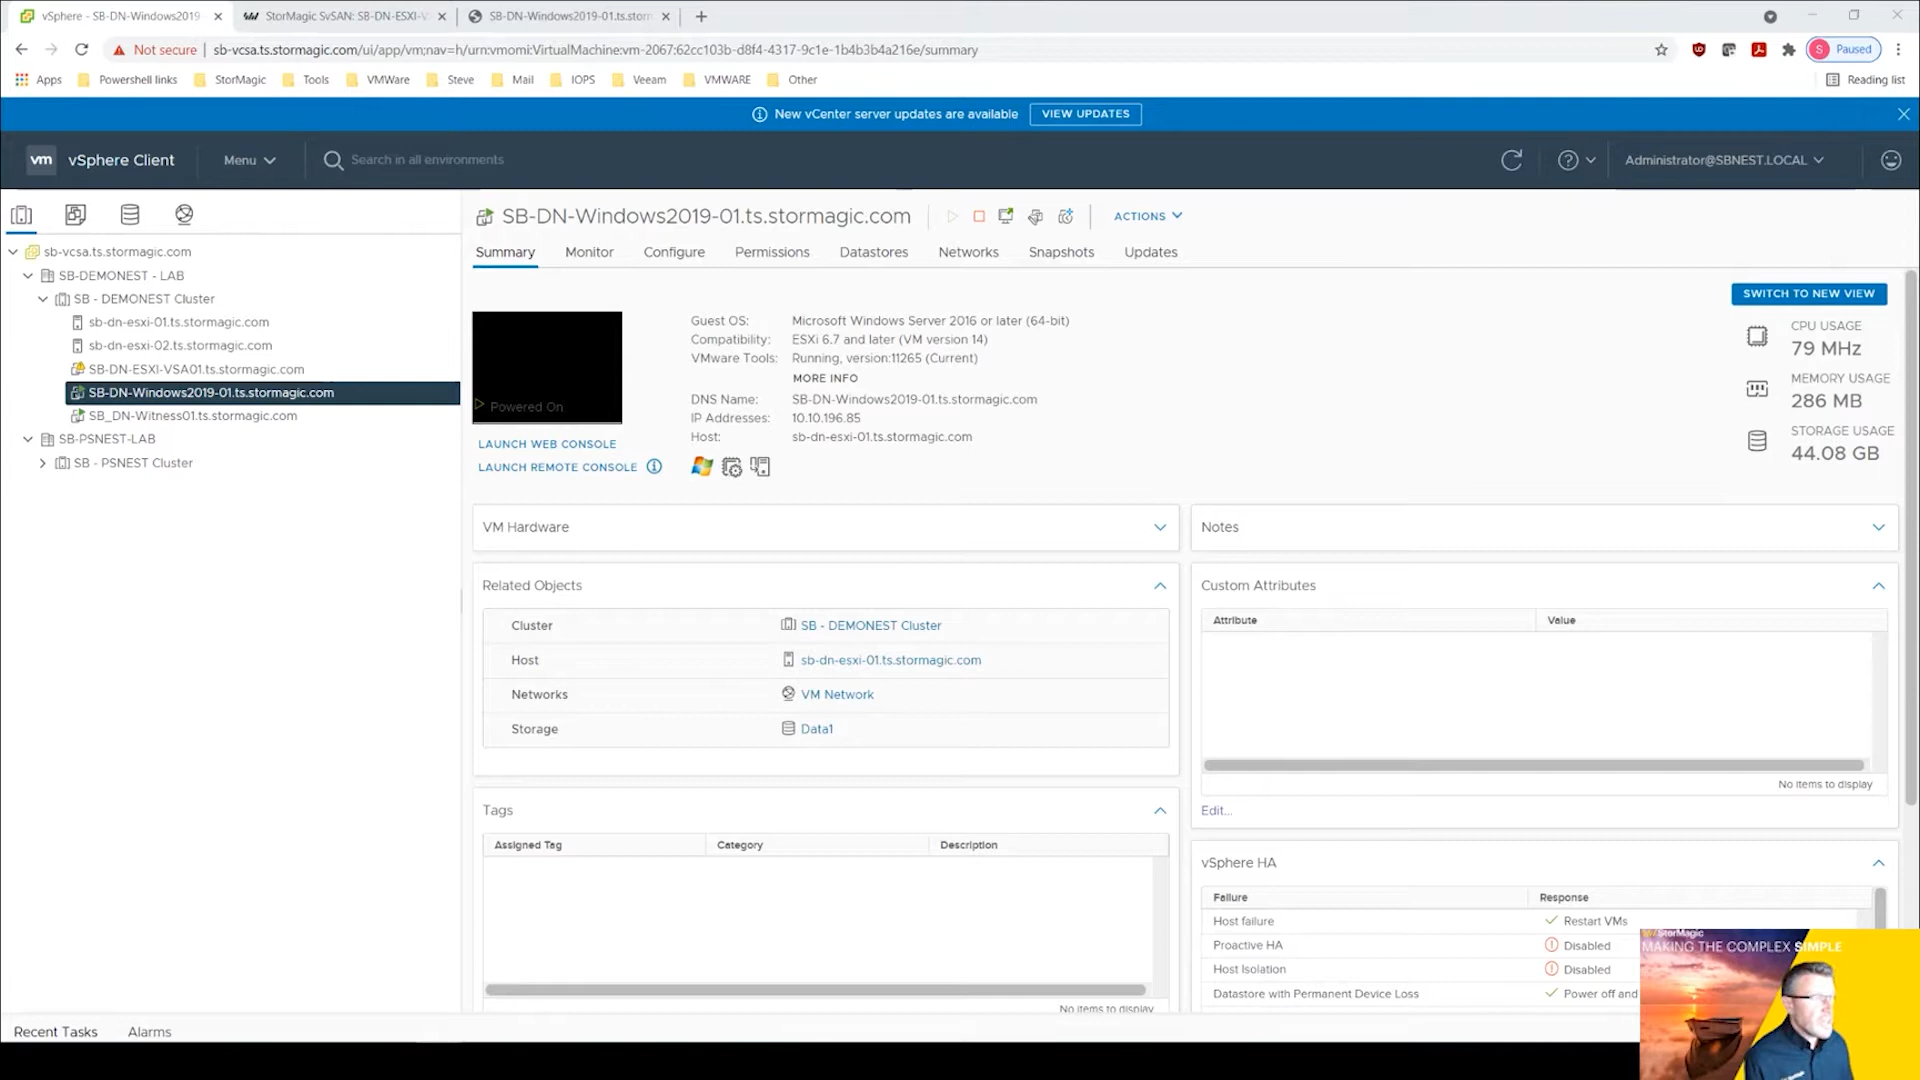 vSphere - SB-DN-Windows2019
StorMagic SvSAN: SB-DN-ESXI-V
SB-DN-Windows2019-01.ts.storm
Not secure
sb-vcsa.ts.stormagic.com/ui/app/vm;nav=h/urn:vmomi:VirtualMachine:vm-2067:62cc103b-d8f4-4317-9c1e-1b4b3b4a216e/summary
S Paused
Apps Powershell links StorMagic Tools VMWare Steve Mail IOPS Veeam VMWARE Other Reading list
New vCenter server updates are available VIEW UPDATES
vm vSphere Client Menu Search in all environments Administrator@SBNEST.LOCAL
sb-vcsa.ts.stormagic.com
SB-DEMONEST - LAB
SB - DEMONEST Cluster
sb-dn-esxi-01.ts.stormagic.com
sb-dn-esxi-02.ts.stormagic.com
SB-DN-ESXI-VSA01.ts.stormagic.com
SB-DN-Windows2019-01.ts.stormagic.com
SB_DN-Witness01.ts.stormagic.com
SB-PSNEST-LAB
SB - PSNEST Cluster
SB-DN-Windows2019-01.ts.stormagic.com ACTIONS
Summary Monitor Configure Permissions Datastores Networks Snapshots Updates
SWITCH TO NEW VIEW
Powered On
LAUNCH WEB CONSOLE
LAUNCH REMOTE CONSOLE
Guest OS: Microsoft Windows Server 2016 or later (64-bit)
Compatibility: ESXi 6.7 and later (VM version 14)
VMware Tools: Running, version:11265 (Current)
MORE INFO
DNS Name: SB-DN-Windows2019-01.ts.stormagic.com
IP Addresses: 10.10.196.85
Host: sb-dn-esxi-01.ts.stormagic.com
CPU USAGE
79 MHz
MEMORY USAGE
286 MB
STORAGE USAGE
44.08 GB
VM Hardware
Related Objects
Cluster SB - DEMONEST Cluster
Host sb-dn-esxi-01.ts.stormagic.com
Networks VM Network
Storage Data1
Tags
Assigned Tag Category Description
No items to display
Notes
Custom Attributes
Attribute Value
No items to display
Edit...
vSphere HA
Failure Response
Host failure Restart VMs
Proactive HA Disabled
Host Isolation Disabled
Datastore with Permanent Device Loss Power off and
StorMagic
MAKING THE COMPLEX SIMPLE
Recent Tasks Alarms